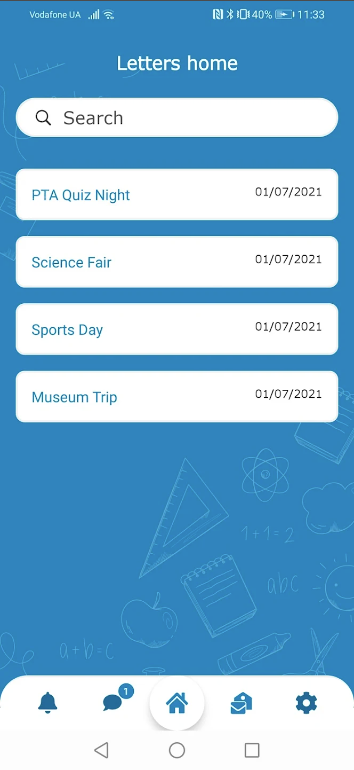 Vodafone UA 40% 11:33
Letters home
Search
PTA Quiz Night 01/07/2021
Science Fair 01/07/2021
Sports Day 01/07/2021
Museum Trip 01/07/2021
1+1=2
abc
a+b=c
1